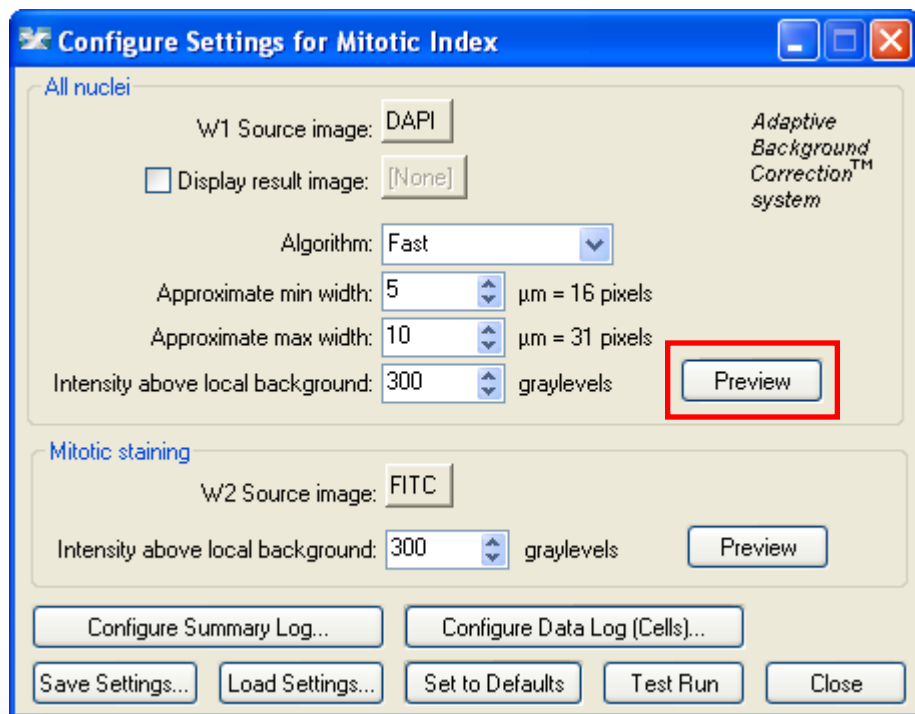 Configure Settings for Mitotic Index
All nuclei
W1 Source image: DAPI
Adaptive
Background
Correction™
system
Display result image: [None]
Algorithm: Fast
Approximate min width: 5 µm = 16 pixels
Approximate max width: 10 µm = 31 pixels
Intensity above local background: 300 graylevels Preview
Mitotic staining
W2 Source image: FITC
Intensity above local background: 300 graylevels Preview
Configure Summary Log... Configure Data Log (Cells)...
Save Settings... Load Settings... Set to Defaults Test Run Close